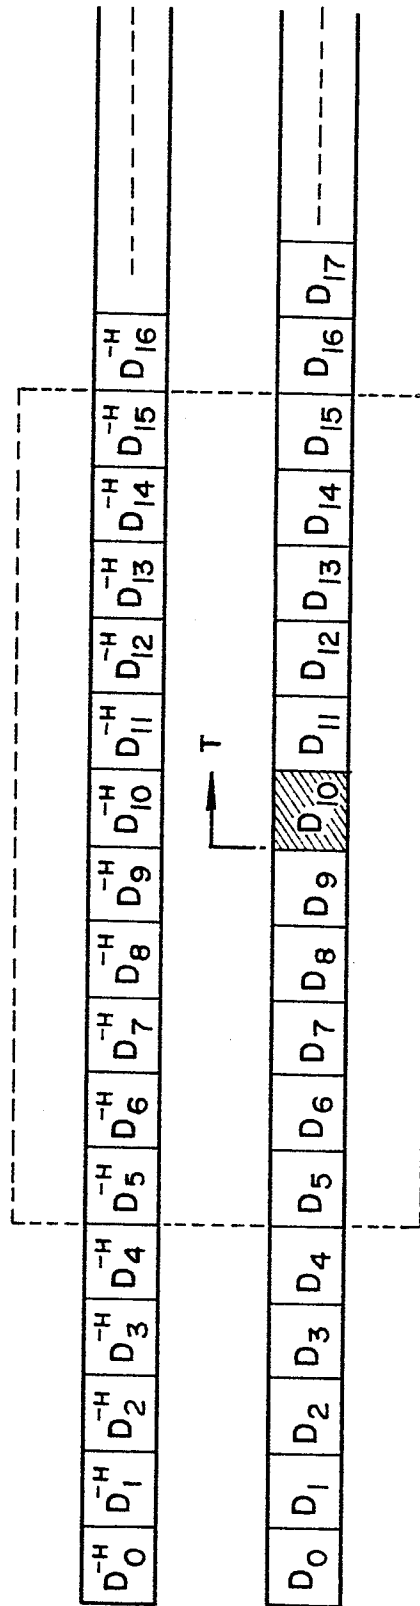 D₀⁻ᴴ D₁⁻ᴴ D₂⁻ᴴ D₃⁻ᴴ D₄⁻ᴴ D₅⁻ᴴ D₆⁻ᴴ D₇⁻ᴴ D₈⁻ᴴ D₉⁻ᴴ D₁₀⁻ᴴ D₁₁⁻ᴴ D₁₂⁻ᴴ D₁₃⁻ᴴ D₁₄⁻ᴴ D₁₅⁻ᴴ D₁₆⁻ᴴ
T
D₀ D₁ D₂ D₃ D₄ D₅ D₆ D₇ D₈ D₉ D₁₀ D₁₁ D₁₂ D₁₃ D₁₄ D₁₅ D₁₆ D₁₇